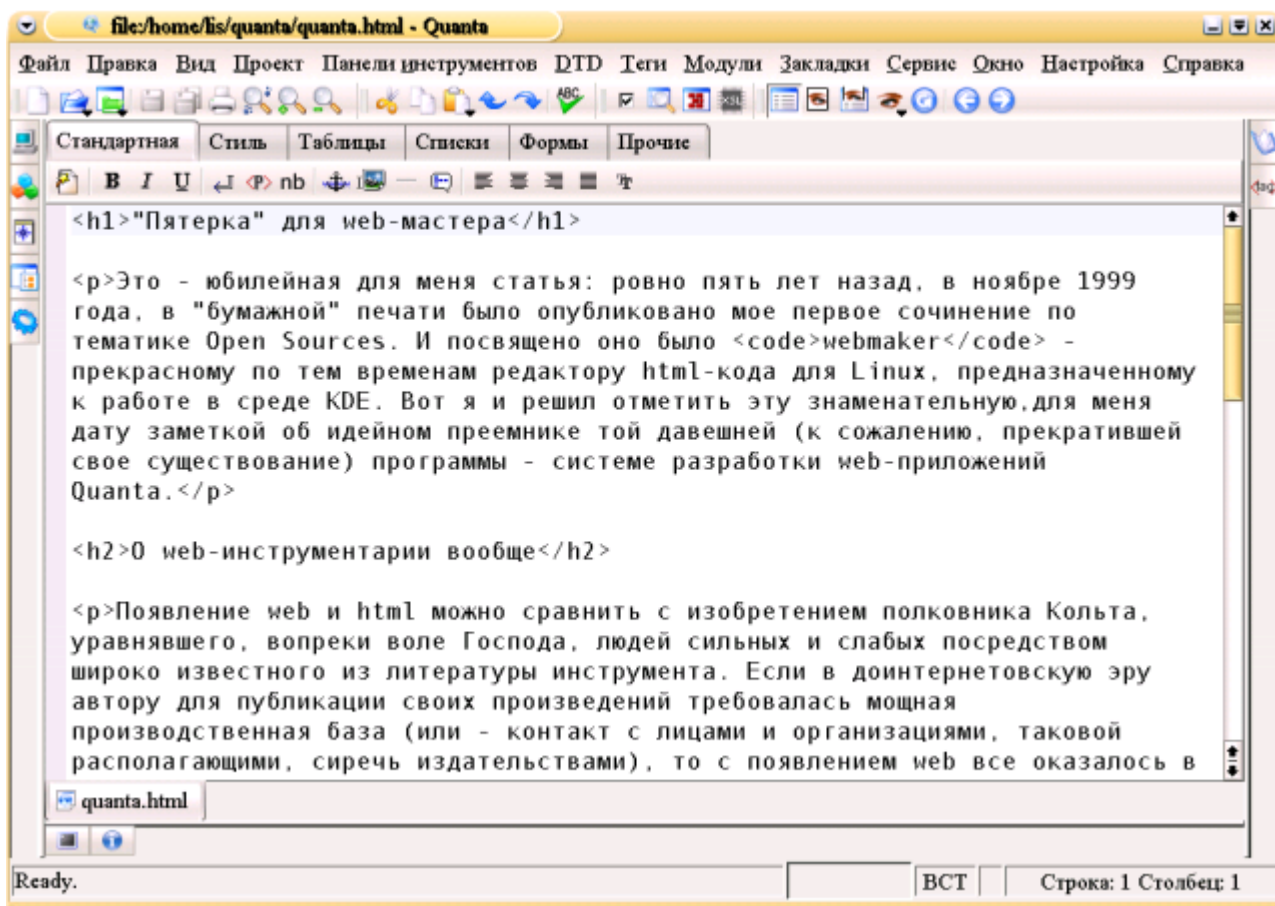 file:/home/lis/quanta/quanta.html - Quanta
Файл Правка Вид Проект Панели инструментов DTD Теги Модули Закладки Сервис Окно Настройка Справка
ABC
XSL
Стандартная Стиль Таблицы Списки Формы Прочие
B I U <P> nb
<h1>"Пятерка" для web-мастера</h1>
<p>Это - юбилейная для меня статья: ровно пять лет назад, в ноябре 1999
года, в "бумажной" печати было опубликовано мое первое сочинение по
тематике Open Sources. И посвящено оно было <code>webmaker</code> -
прекрасному по тем временам редактору html-кода для Linux, предназначенному
к работе в среде KDE. Вот я и решил отметить эту знаменательную,для меня
дату заметкой об идейном преемнике той давешней (к сожалению, прекратившей
свое существование) программы - системе разработки web-приложений
Quanta.</p>
<h2>О web-инструментарии вообще</h2>
<p>Появление web и html можно сравнить с изобретением полковника Кольта,
уравнявшего, вопреки воле Господа, людей сильных и слабых посредством
широко известного из литературы инструмента. Если в доинтернетовскую эру
автору для публикации своих произведений требовалась мощная
производственная база (или - контакт с лицами и организациями, таковой
располагающими, сиречь издательствами), то с появлением web все оказалось в
quanta.html
Ready. ВСТ Строка: 1 Столбец: 1